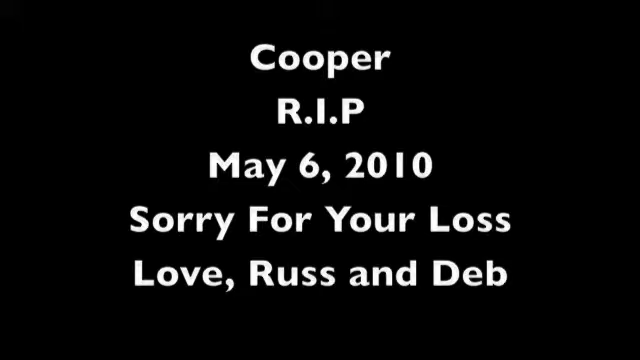 Cooper
R.I.P
May 6, 2010
Sorry For Your Loss
Love, Russ and Deb